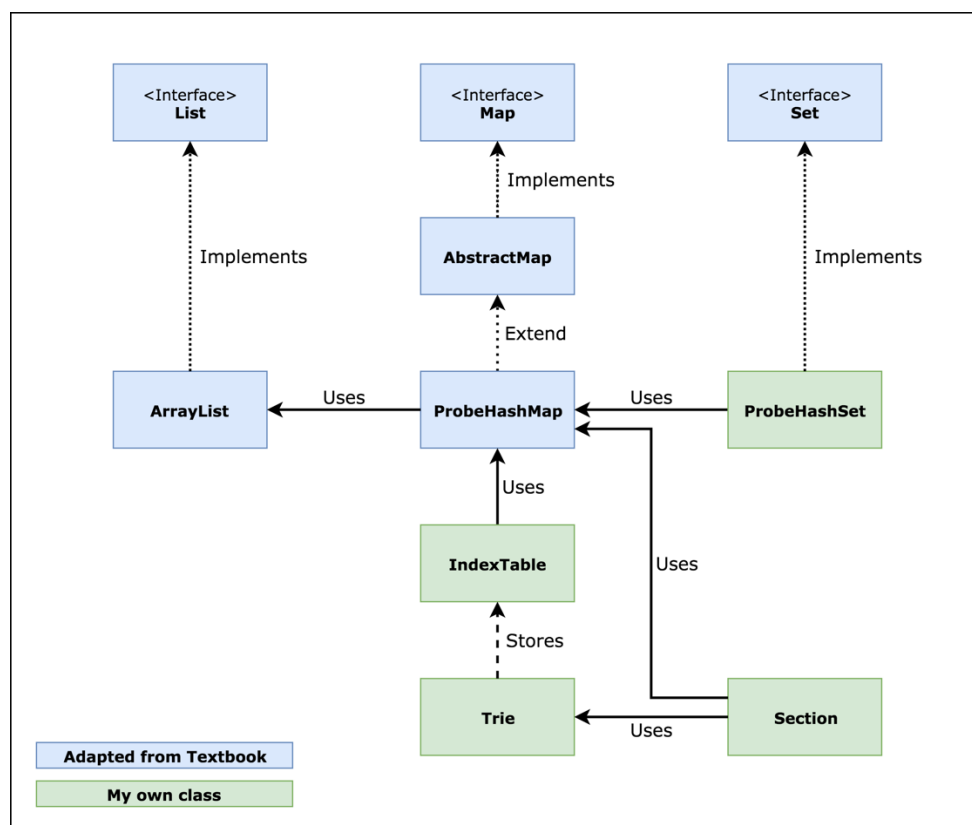 <Interface>
List
<Interface>
Map
<Interface>
Set
Implements
Implements
Implements
AbstractMap
Extend
ArrayList
Uses
ProbeHashMap
Uses
ProbeHashSet
Uses
IndexTable
Uses
Stores
Trie
Uses
Section
Adapted from Textbook
My own class